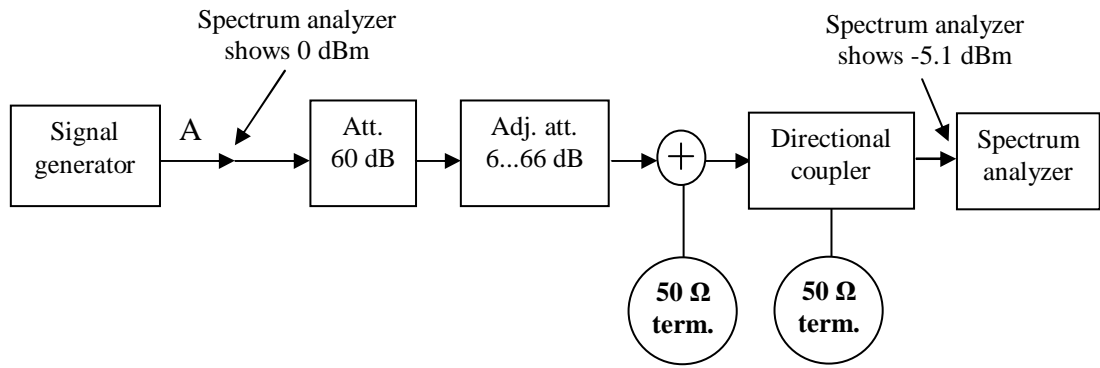 Spectrum analyzer
shows 0 dBm
Spectrum analyzer
shows -5.1 dBm
Signal
generator
A
Att.
60 dB
Adj. att.
6...66 dB
+
Directional
coupler
Spectrum
analyzer
50 Ω
term.
50 Ω
term.